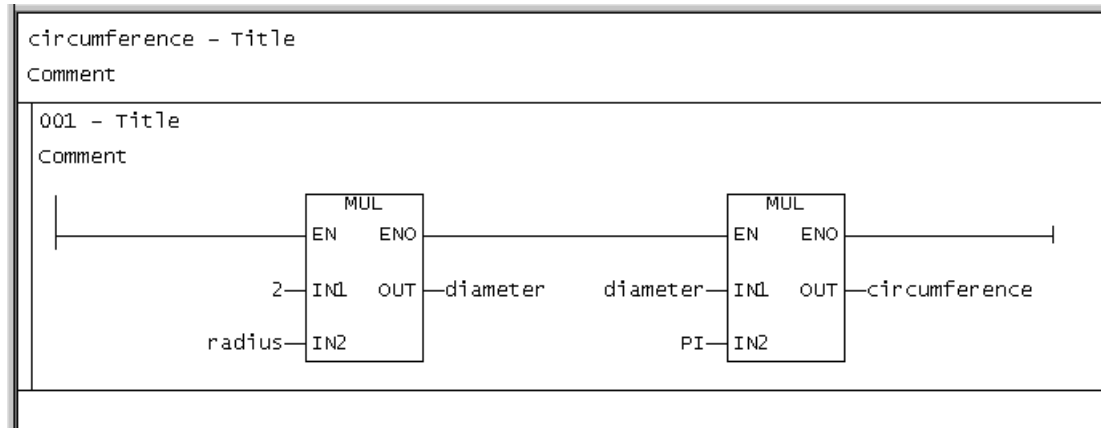 circumference – Title
Comment
001 – Title
Comment
MUL MUL
EN ENO EN ENO
2 IN1 OUT diameter diameter IN1 OUT circumference
radius IN2 PI IN2